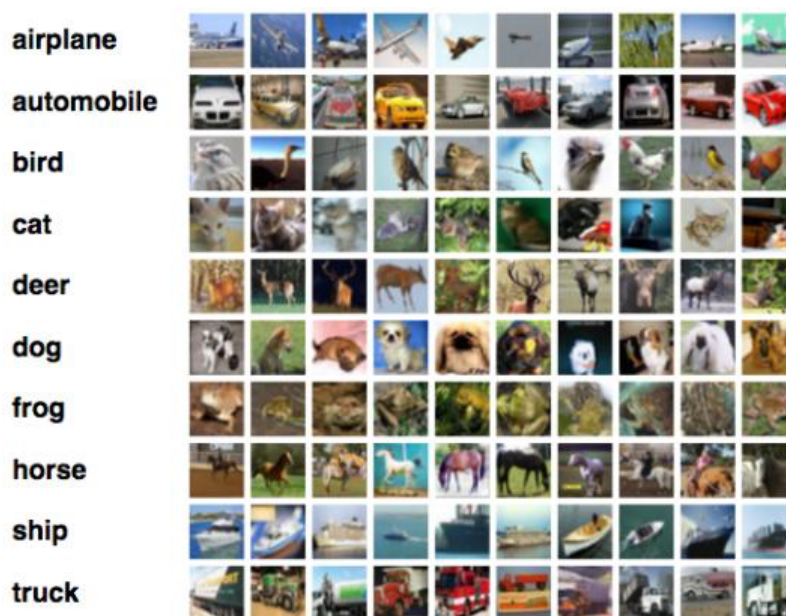 airplane
automobile
bird
cat
deer
dog
frog
horse
ship
truck